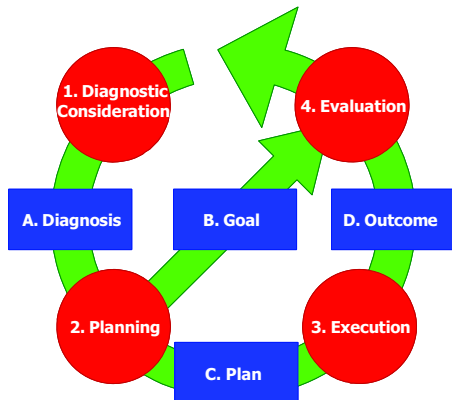 1. Diagnostic
Consideration
4. Evaluation
A. Diagnosis
B. Goal
D. Outcome
2. Planning
3. Execution
C. Plan